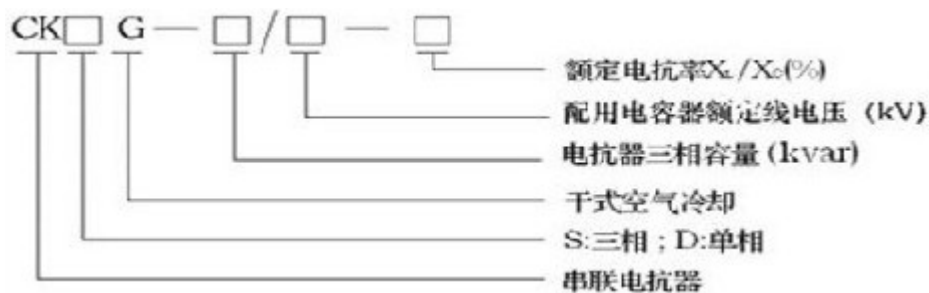 CK□G—□/□—□
额定电抗率XL/XC(%)
配用电容器额定线电压 (kV)
电抗器三相容量(kvar)
干式空气冷却
S:三相；D:单相
串联电抗器